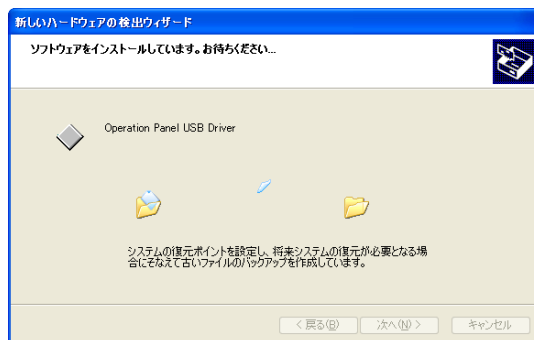 新しいハードウェアの検出ウィザード
ソフトウェアをインストールしています。お待ちください...
Operation Panel USB Driver
システムの復元ポイントを設定し、将来システムの復元が必要となる場
合にそなえて古いファイルのバックアップを作成しています。
< 戻る(B)
次へ(N) >
キャンセル